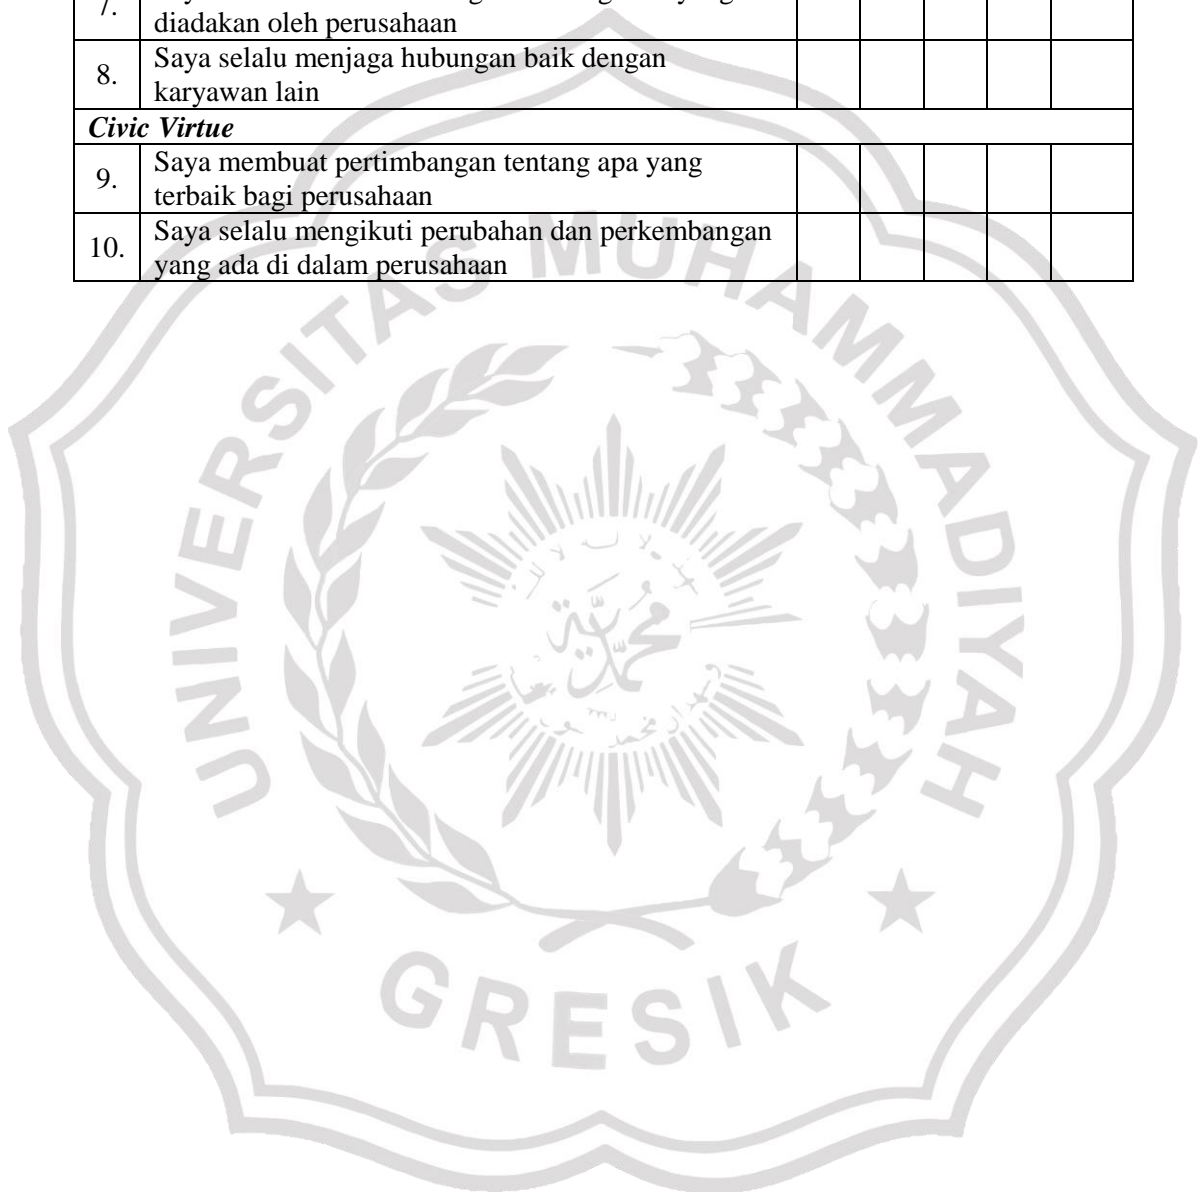 7.
diadakan oleh perusahaan
8.
Saya selalu menjaga hubungan baik dengan
karyawan lain
Civic Virtue
9.
Saya membuat pertimbangan tentang apa yang
terbaik bagi perusahaan
10.
Saya selalu mengikuti perubahan dan perkembangan
yang ada di dalam perusahaan
UNIVERSITAS MUHAMMADIYAH
محمدية
GRESIK